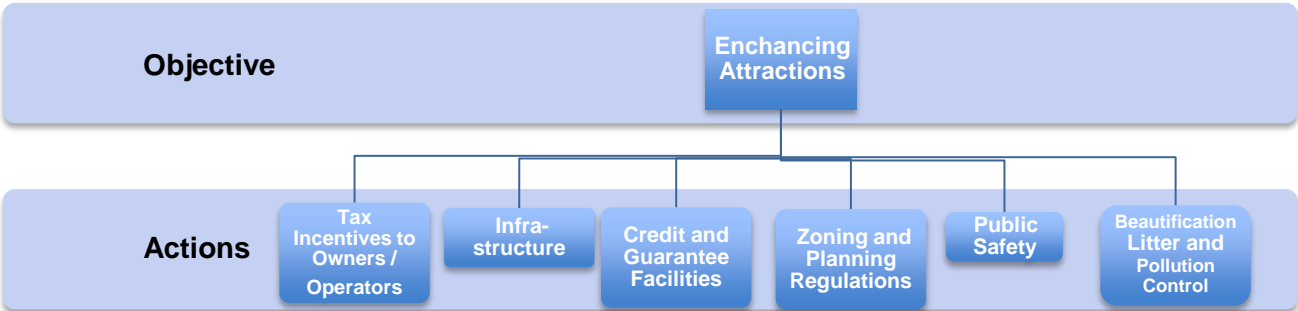 Objective
Enchancing
Attractions
Actions
Tax
Incentives to
Owners /
Operators
Infra-
structure
Credit and
Guarantee
Facilities
Zoning and
Planning
Regulations
Public
Safety
Beautification
Litter and
Pollution
Control